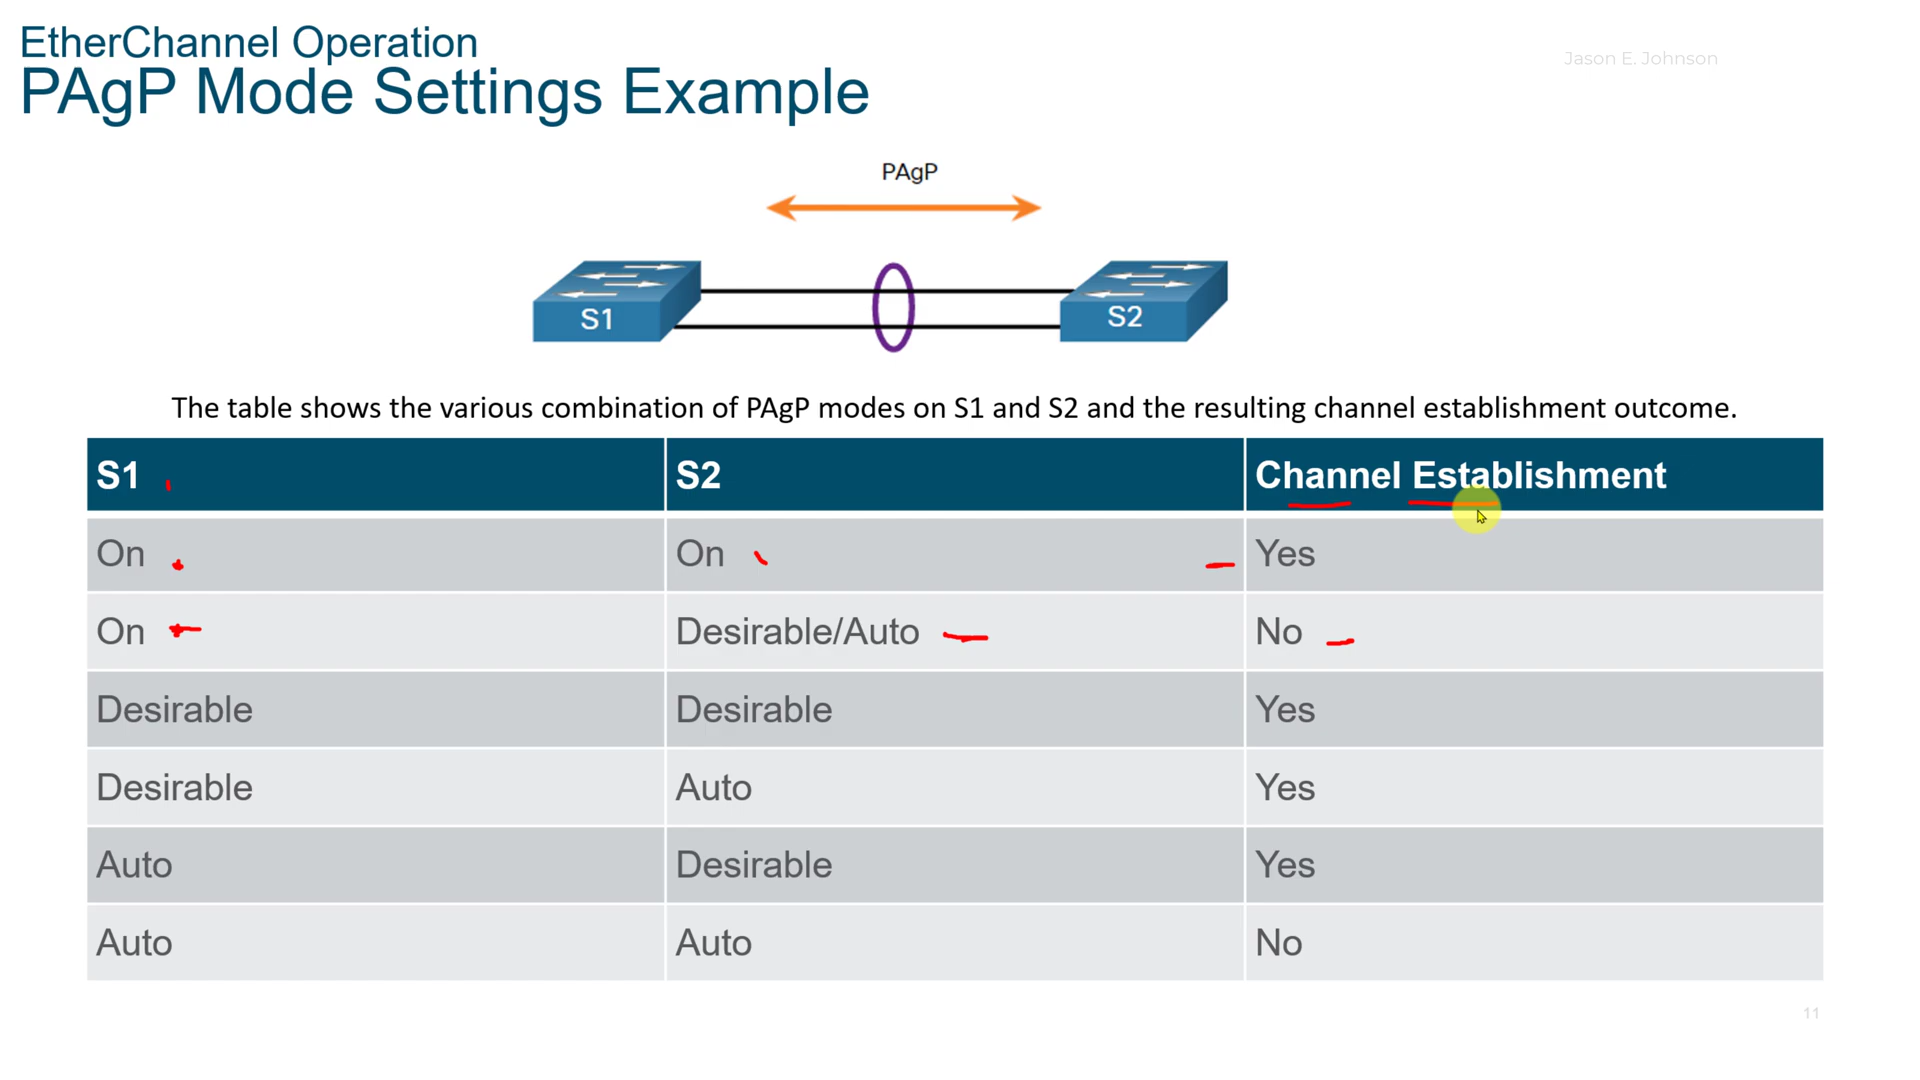 EtherChannel Operation
PAgP Mode Settings Example
Jason E. Johnson
PAgP
S1
S2
The table shows the various combination of PAgP modes on S1 and S2 and the resulting channel establishment outcome.
S1 S2 Channel Establishment
On On Yes
On Desirable/Auto No
Desirable Desirable Yes
Desirable Auto Yes
Auto Desirable Yes
Auto Auto No
11